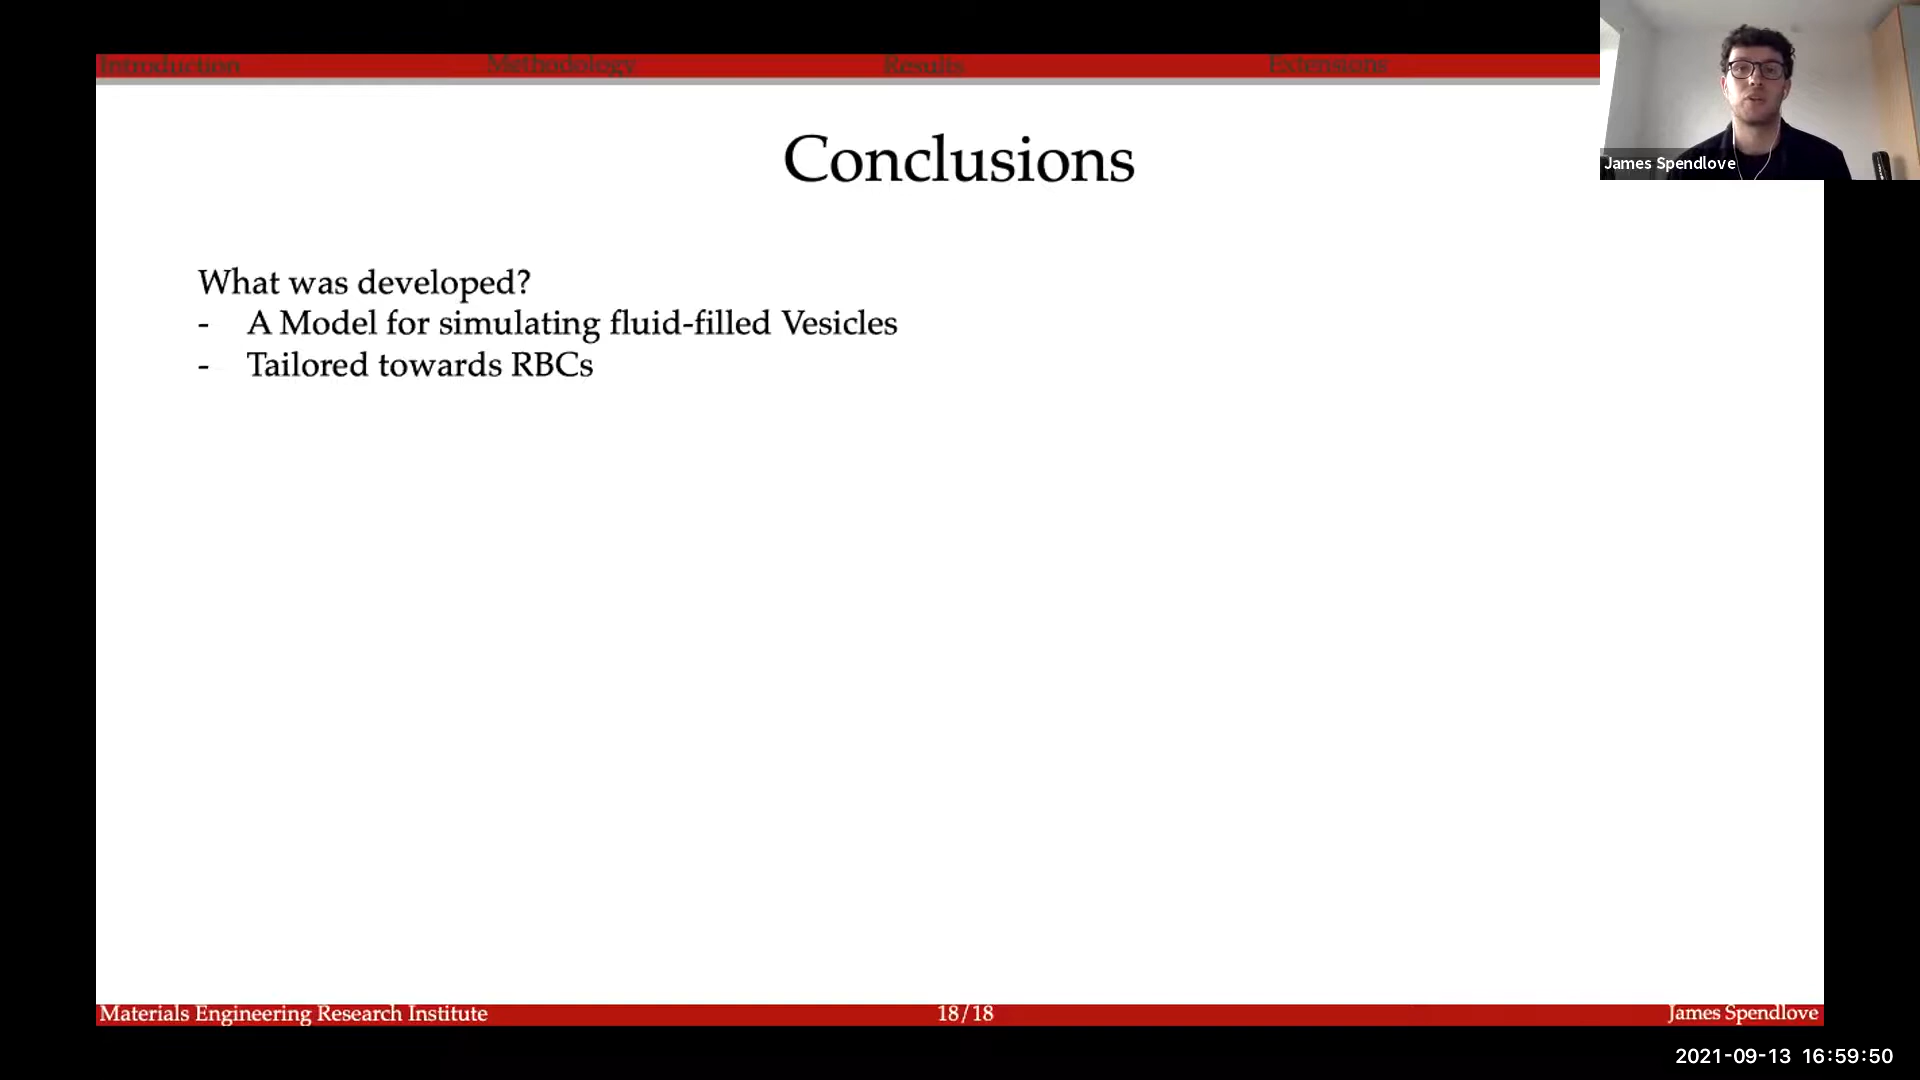 Introduction Methodology Results Extensions
James Spendlove
Conclusions
What was developed?
- A Model for simulating fluid-filled Vesicles
- Tailored towards RBCs
Materials Engineering Research Institute 18/18 James Spendlove
2021-09-13 16:59:50